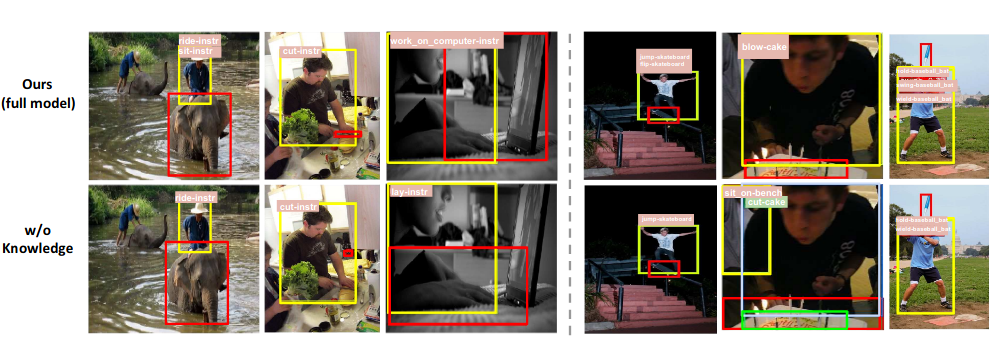 Ours
(full model)
ride-instr
sit-instr
cut-instr
work_on_computer-instr
jump-skateboard
flip-skateboard
blow-cake
hold-baseball_bat
swing-baseball_bat
wield-baseball_bat
w/o
Knowledge
ride-instr
cut-instr
lay-instr
jump-skateboard
sit_on-bench
cut-cake
hold-baseball_bat
wield-baseball_bat